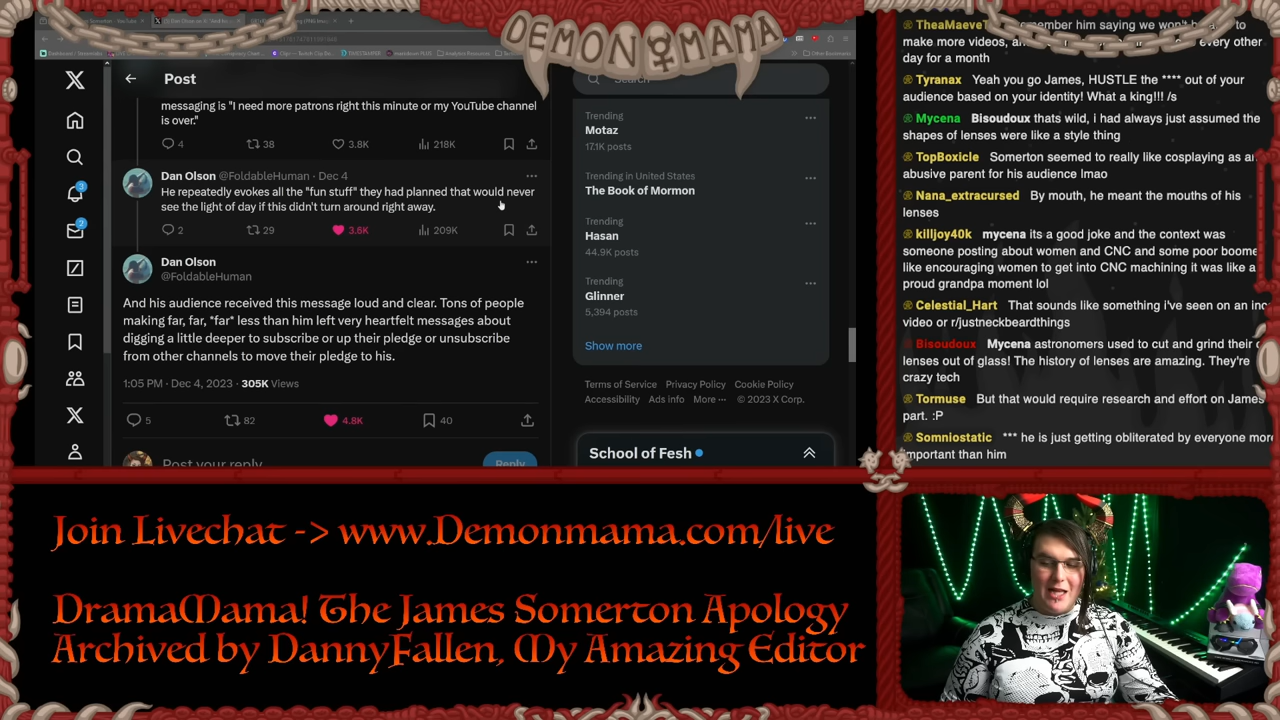 DEMON MAMA
Post
Search
messaging is "I need more patrons right this minute or my YouTube channel
is over."
4 38 3.8K 218K
Dan Olson @FoldableHuman · Dec 4
He repeatedly evokes all the "fun stuff" they had planned that would never
see the light of day if this didn't turn around right away.
2 29 3.6K 209K
Dan Olson
@FoldableHuman
And his audience received this message loud and clear. Tons of people
making far, far, *far* less than him left very heartfelt messages about
digging a little deeper to subscribe or up their pledge or unsubscribe
from other channels to move their pledge to his.
1:05 PM · Dec 4, 2023 · 305K Views
5 82 4.8K 40
Post your reply
Reply
3
7
Trending
Motaz
17.1K posts
Trending in United States
The Book of Mormon
Trending
Hasan
44.9K posts
Trending
Glinner
5,394 posts
Show more
Terms of Service Privacy Policy Cookie Policy
Accessibility Ads info More ··· © 2023 X Corp.
School of Fesh
make more videos,
every other
day for a month
Tyranax Yeah you go James, HUSTLE the **** out of your
audience based on your identity! What a king!!! /s
Mycena Bisoudoux thats wild, i had always just assumed the
shapes of lenses were like a style thing
TopBoxicle Somerton seemed to really like cosplaying as an
abusive parent for his audience lmao
Nana_extracursed By mouth, he meant the mouths of his
lenses
killjoy40k mycena its a good joke and the context was
someone posting about women and CNC and some poor boome
like encouraging women to get into CNC machining it was like a
proud grandpa moment lol
Celestial_Hart That sounds like something i've seen on an inc
video or r/justneckbeardthings
Bisoudoux Mycena astronomers used to cut and grind their
lenses out of glass! The history of lenses are amazing. They're
crazy tech
Tormuse But that would require research and effort on James
part. :P
Somniostatic *** he is just getting obliterated by everyone more
important than him
Join Livechat -> www.Demonmama.com/live
DramaMama! The James Somerton Apology
Archived by DannyFallen, My Amazing Editor